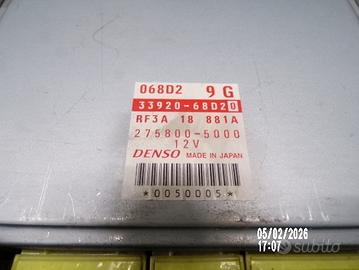 068D2 9G
33920-68D20
RF3A 18 881A
275800-5000
12V
DENSO MADE IN JAPAN
*0050005*
05/02/2026
17:07
subito